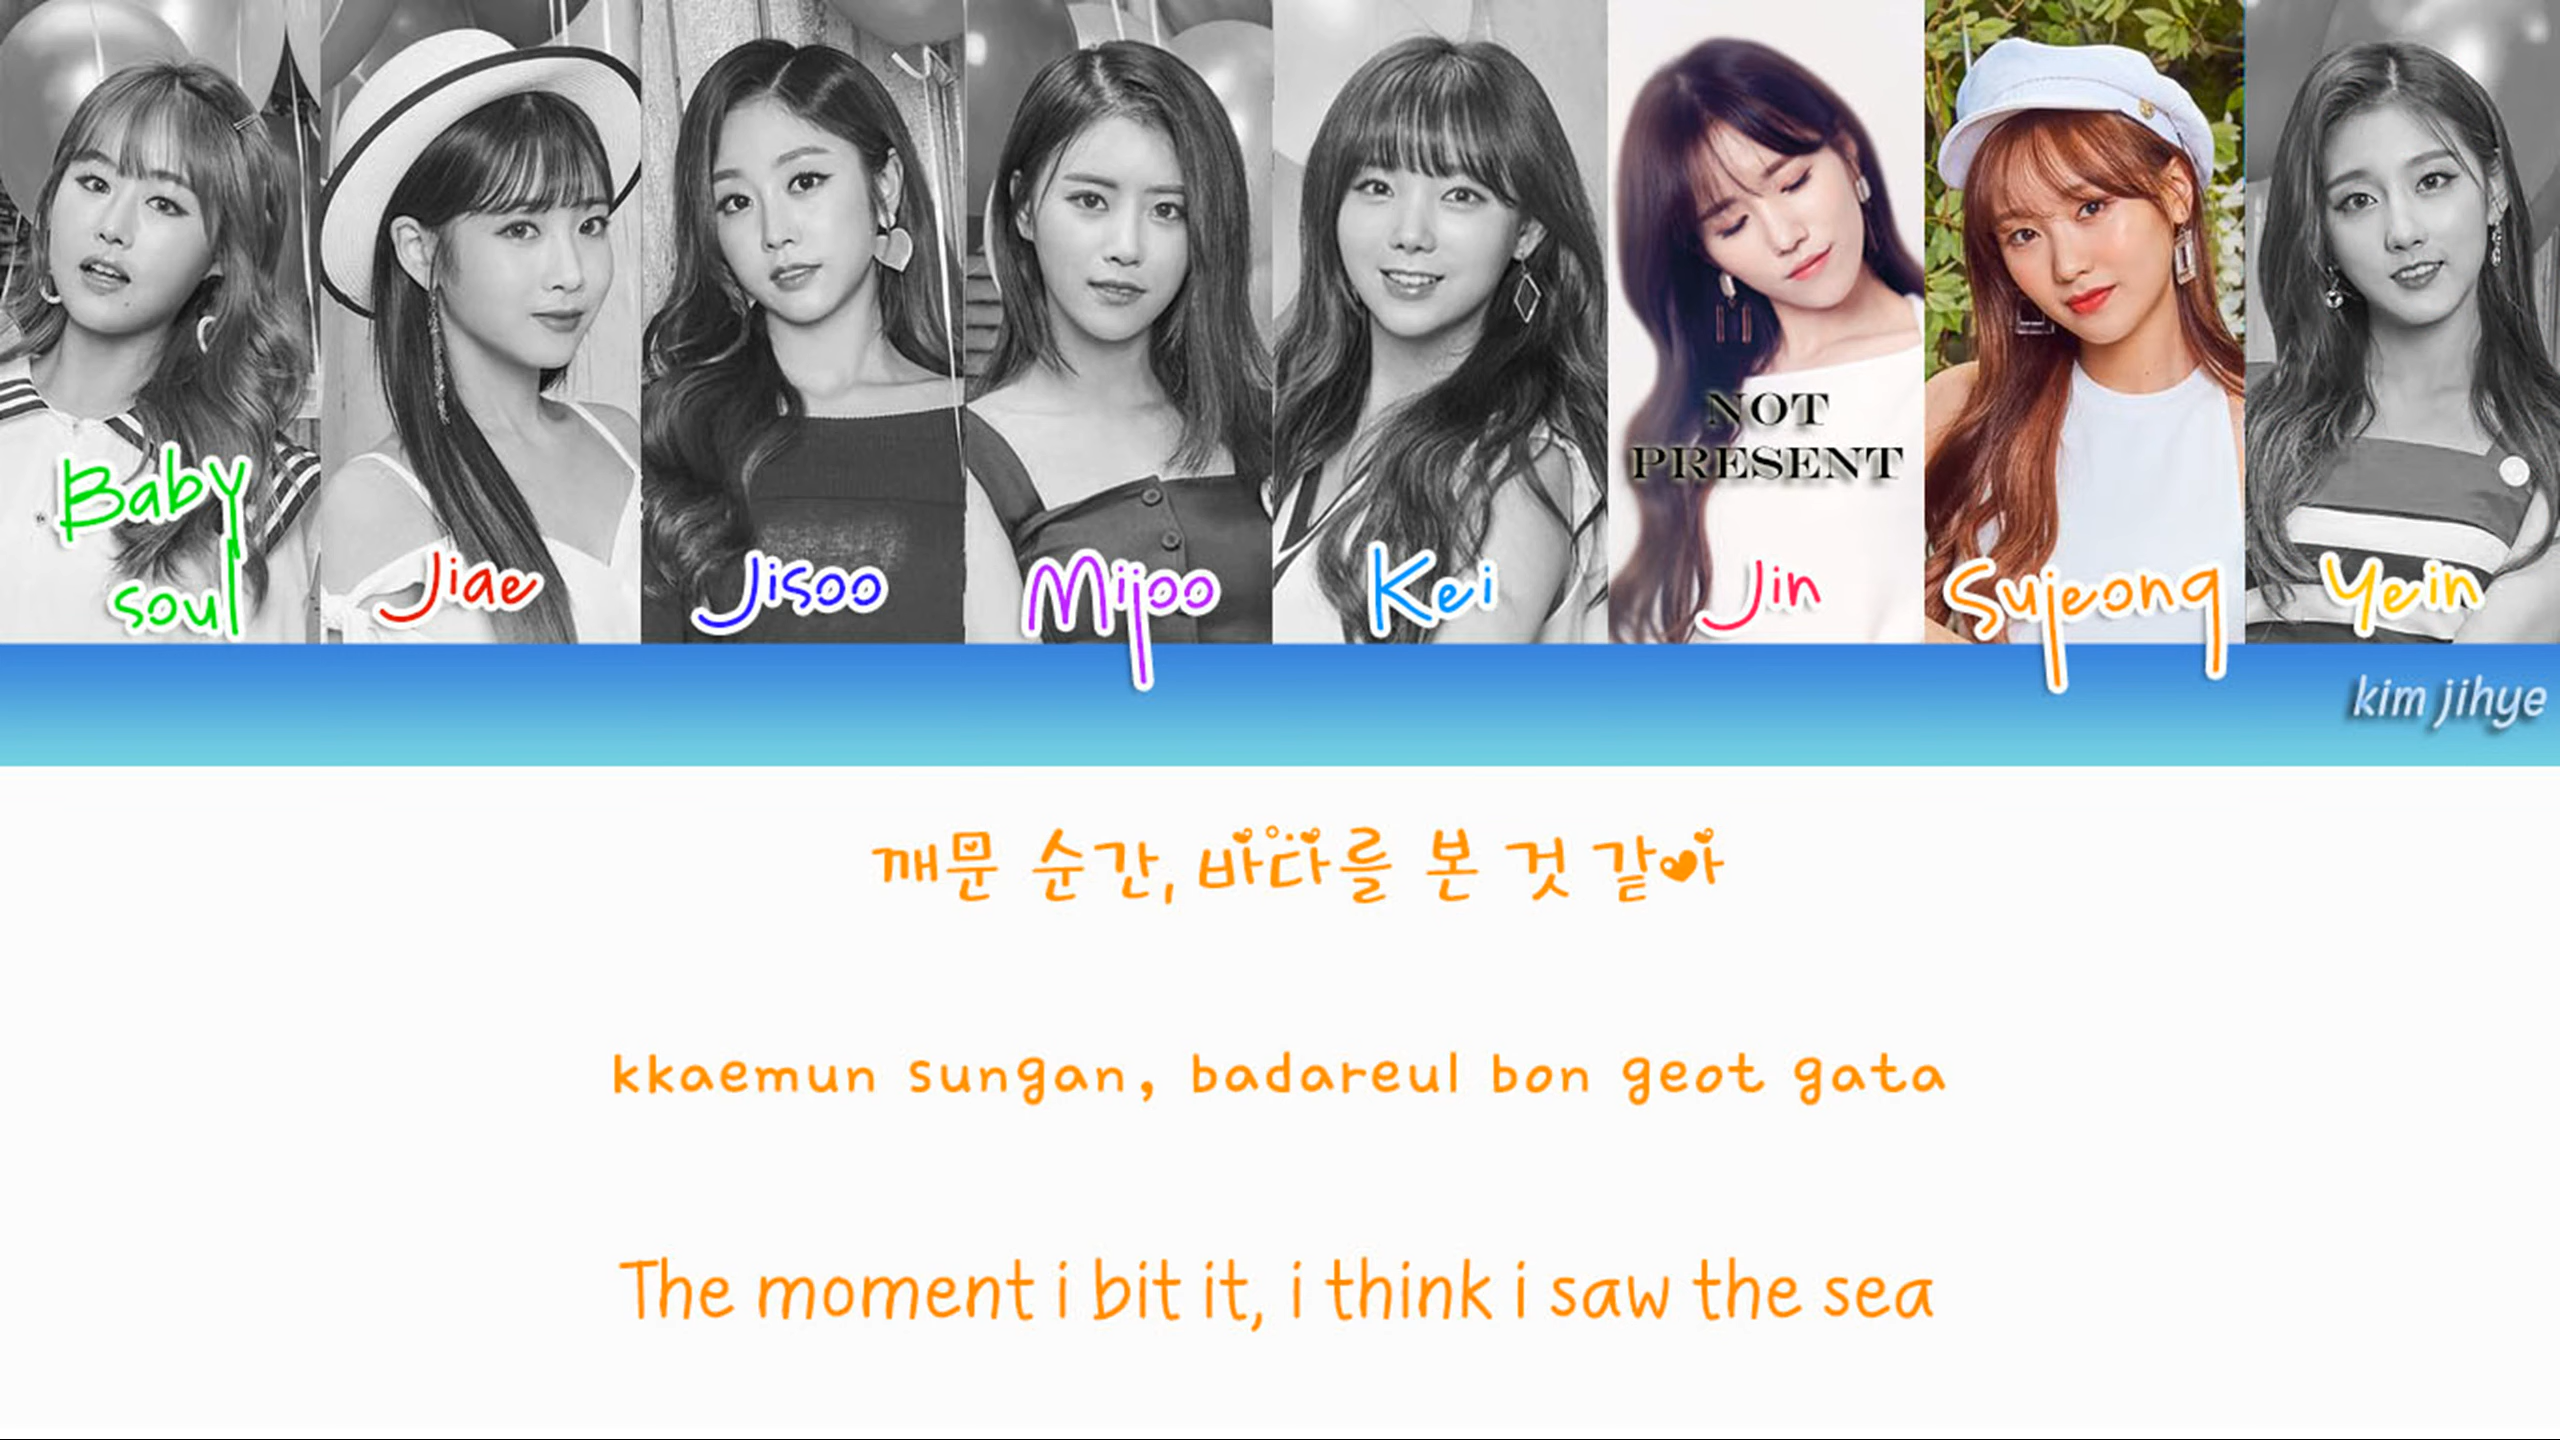 Baby
soul
Jiae
Jisoo
Mijoo
Kei
NOT
PRESENT
Jin
Sujeong
Yein
kim jihye
깨문 순간, 바다를 본 것 같아
kkaemun sungan, badareul bon geot gata
The moment i bit it, i think i saw the sea